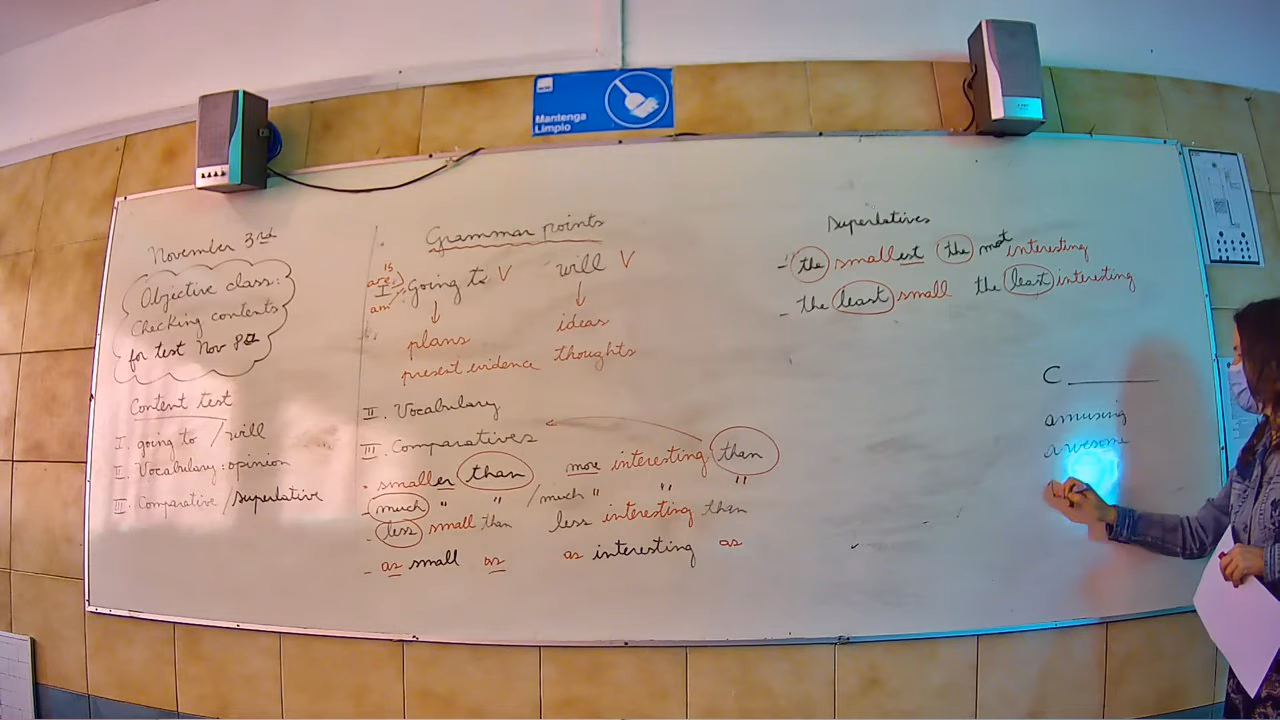 Mantenga
Limpio
November 3rd
Objective class:
Checking contents
for test Nov 8th
Content test
I. going to / will
II. Vocabulary: opinion
III. Comparative / superlative
Grammar points
is
are
am
I. Going to V will V
↓ ↓
plans ideas
present evidence thoughts
II. Vocabulary
III. Comparatives
• smaller than more interesting than
- much " " / much " " "
- less small than less interesting than
- as small as as interesting as
Superlatives
- the smallest the most interesting
- the least small the least interesting
C ________
amusing
awesome